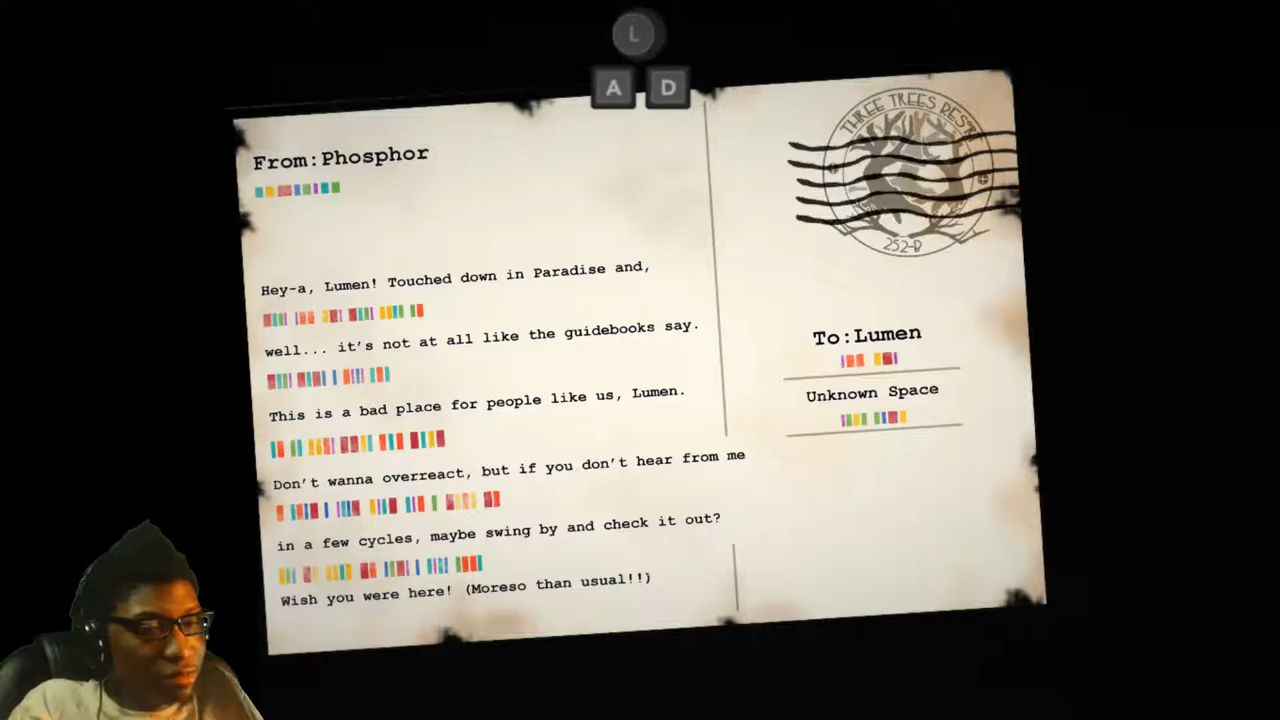 L
A D
From:Phosphor
Hey-a, Lumen! Touched down in Paradise and,
well... it's not at all like the guidebooks say.
This is a bad place for people like us, Lumen.
Don't wanna overreact, but if you don't hear from me
in a few cycles, maybe swing by and check it out?
Wish you were here! (Moreso than usual!!)
THREE TREES RESORT
252-B
To:Lumen
Unknown Space